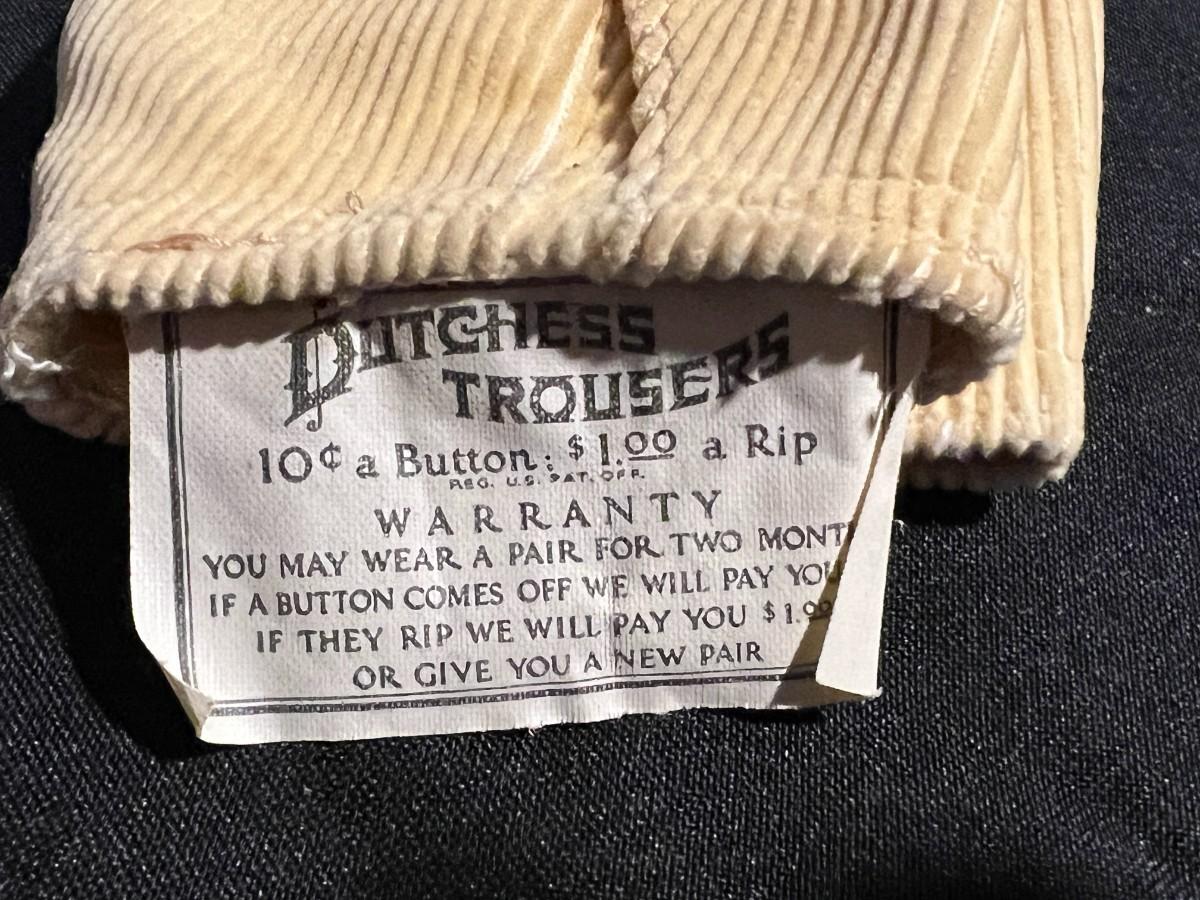 DUTCHESS
TROUSERS
10¢ a Button; $1.00 a Rip
REG. U.S. PAT. OFF.
WARRANTY
YOU MAY WEAR A PAIR FOR TWO MONT
IF A BUTTON COMES OFF WE WILL PAY YOU
IF THEY RIP WE WILL PAY YOU $1.00
OR GIVE YOU A NEW PAIR